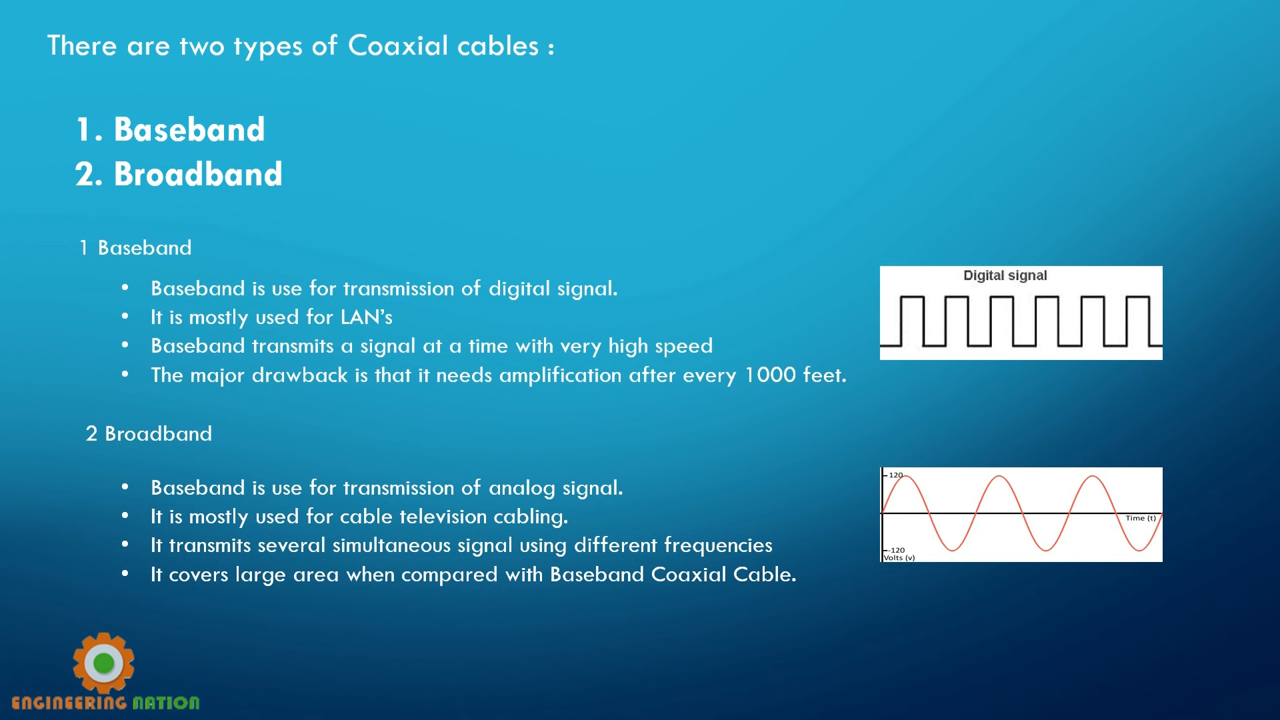 There are two types of Coaxial cables :
1. Baseband
2. Broadband
1 Baseband
• Baseband is use for transmission of digital signal.
• It is mostly used for LAN's
• Baseband transmits a signal at a time with very high speed
• The major drawback is that it needs amplification after every 1000 feet.
Digital signal
2 Broadband
• Baseband is use for transmission of analog signal.
• It is mostly used for cable television cabling.
• It transmits several simultaneous signal using different frequencies
• It covers large area when compared with Baseband Coaxial Cable.
120
Time (t)
-120
Volts (v)
ENGINEERING NATION